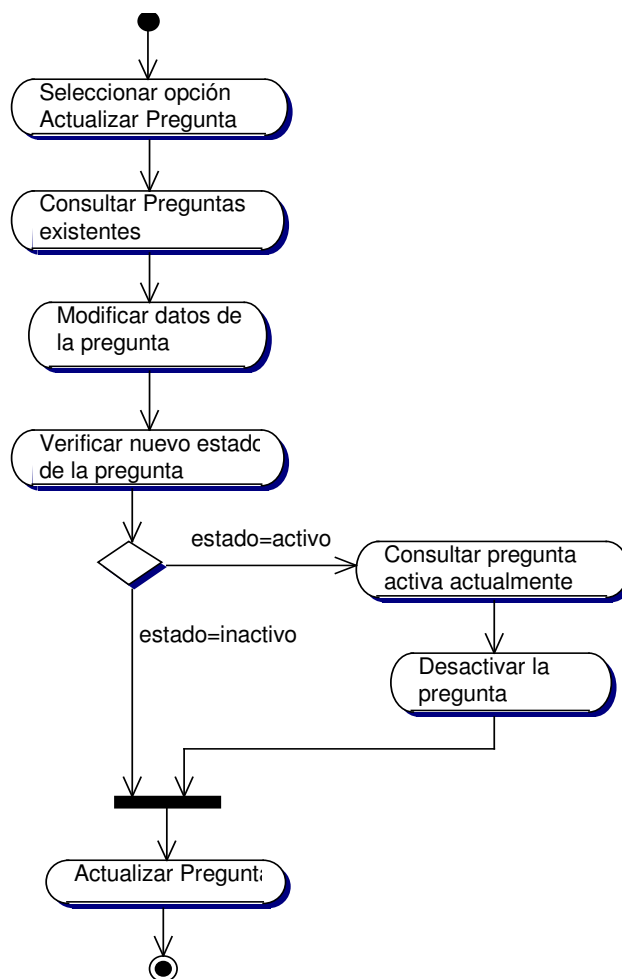 Seleccionar opción
Actualizar Pregunta
Consultar Preguntas
existentes
Modificar datos de
la pregunta
Verificar nuevo estado
de la pregunta
estado=activo
Consultar pregunta
activa actualmente
estado=inactivo
Desactivar la
pregunta
Actualizar Pregunta